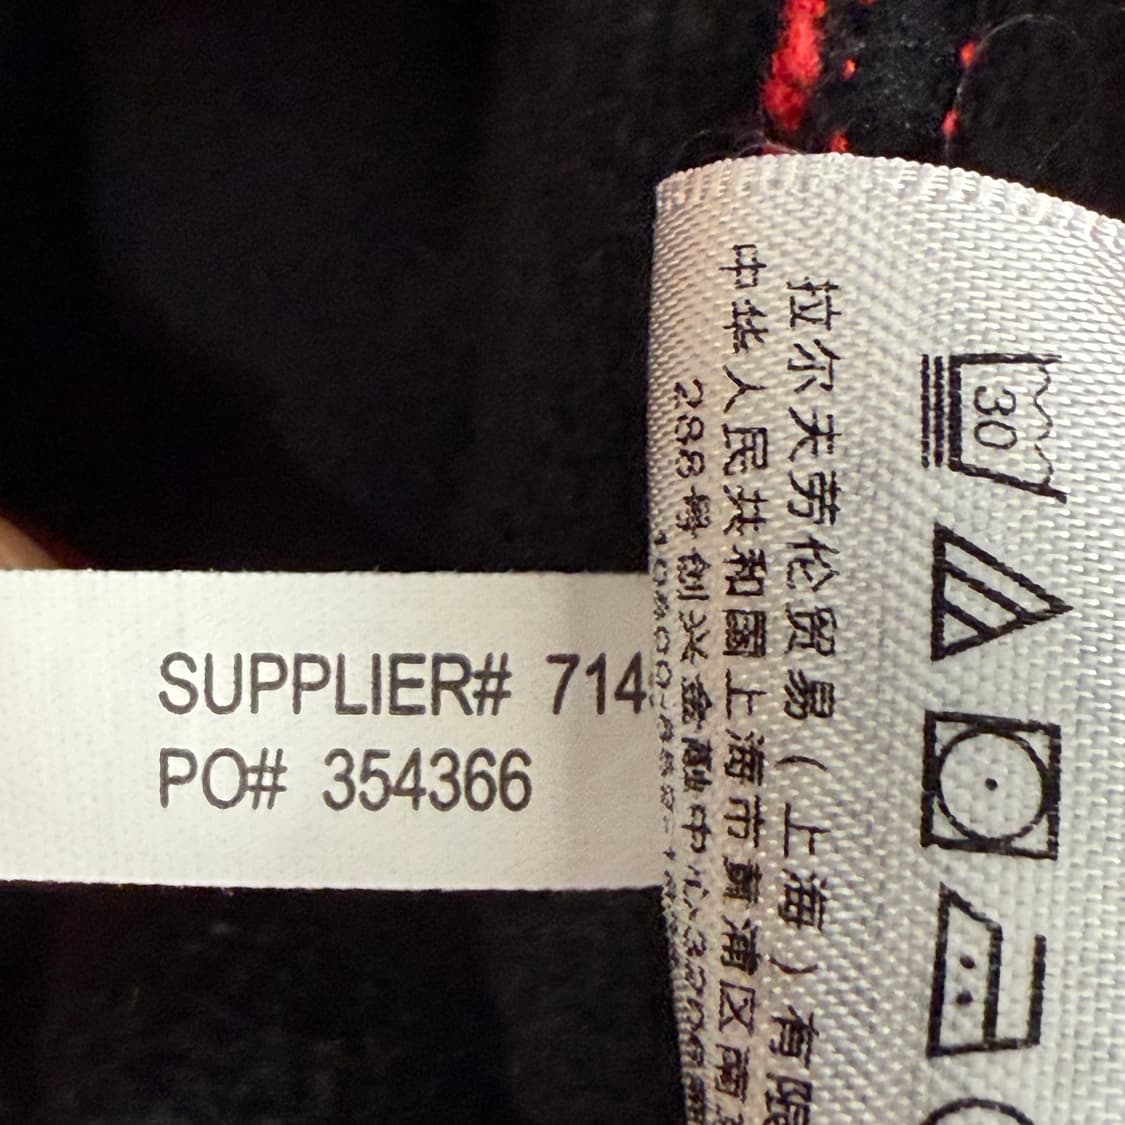 SUPPLIER# 714
PO# 354366
拉尔夫劳伦贸易(上海)有限
中华人民共和国上海市黄浦区南
288号创兴金融中心
30